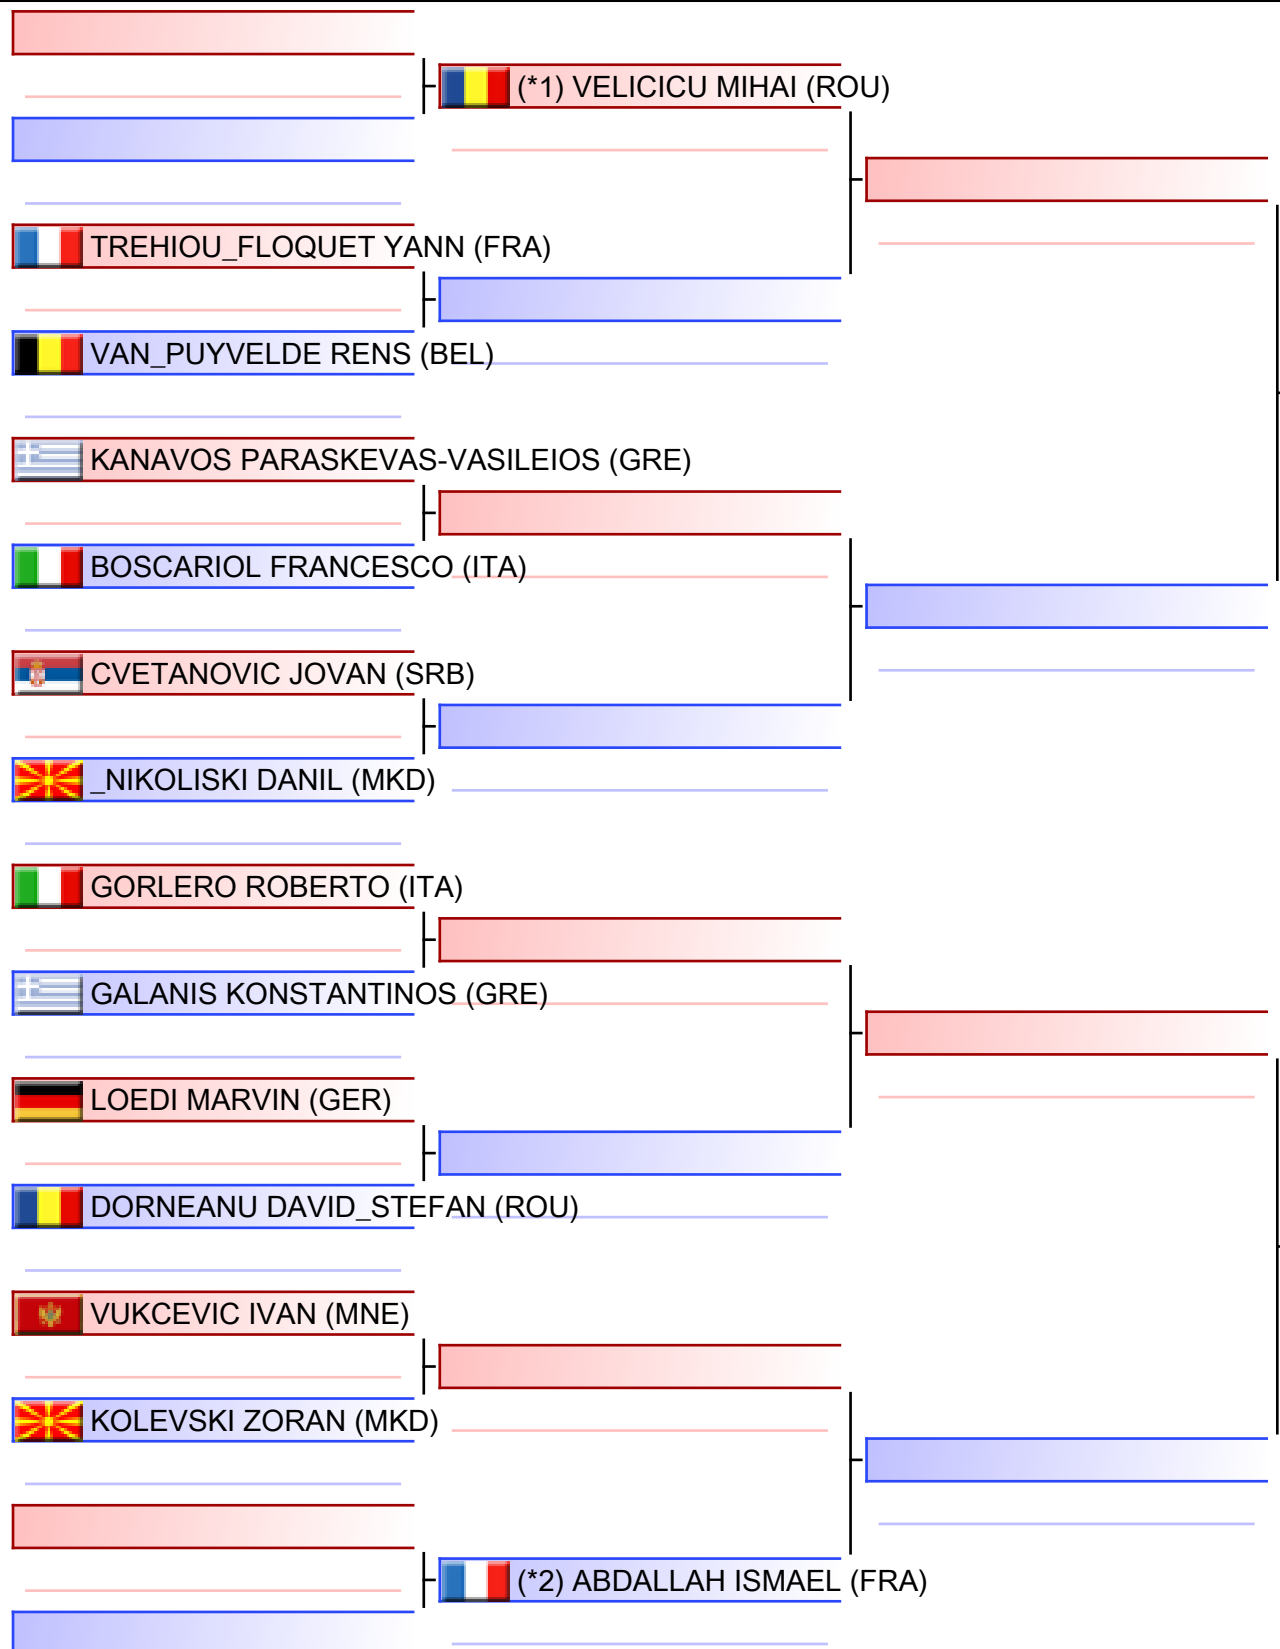 (*1) VELICICU MIHAI (ROU)
TREHIOU_FLOQUET YANN (FRA)
VAN_PUYVELDE RENS (BEL)
KANAVOS PARASKEVAS-VASILEIOS (GRE)
BOSCARIOL FRANCESCO (ITA)
CVETANOVIC JOVAN (SRB)
_NIKOLISKI DANIL (MKD)
GORLERO ROBERTO (ITA)
GALANIS KONSTANTINOS (GRE)
LOEDI MARVIN (GER)
DORNEANU DAVID_STEFAN (ROU)
VUKCEVIC IVAN (MNE)
KOLEVSKI ZORAN (MKD)
(*2) ABDALLAH ISMAEL (FRA)